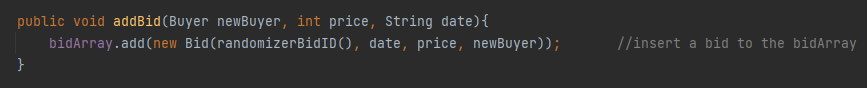 public void addBid(Buyer newBuyer, int price, String date){
bidArray.add(new Bid(randomizerBidID(), date, price, newBuyer)); //insert a bid to the bidArray
}